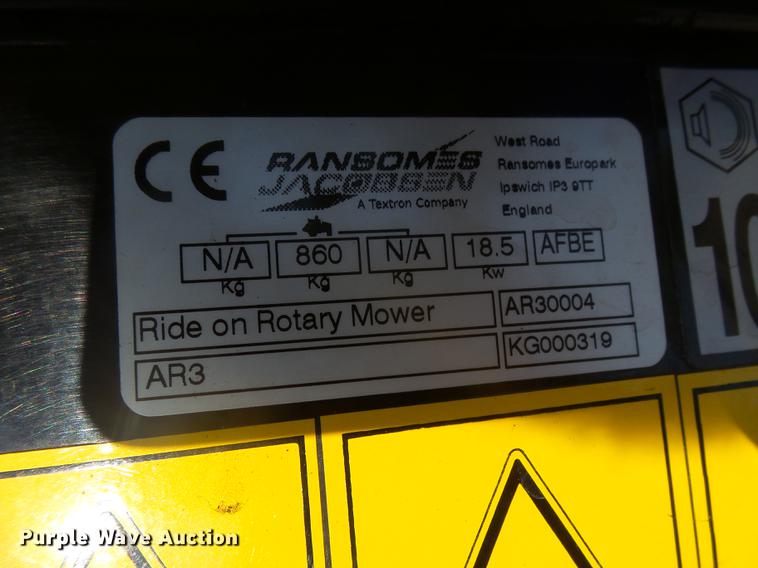 CE
RANSOMES
JACOBSEN
A Textron Company
West Road
Ransomes Europark
Ipswich IP3 9TT
England
N/A 860 N/A 18.5 AFBE
Kg Kg Kg Kw
Ride on Rotary Mower AR30004
AR3 KG000319
10
Purple Wave Auction